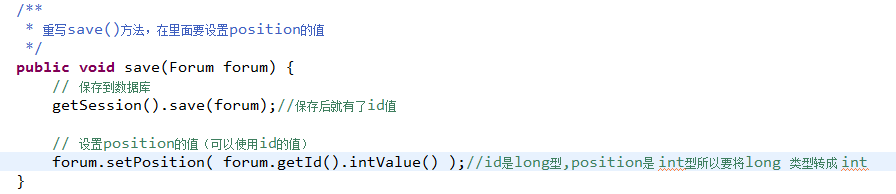 /**
 * 重写save()方法，在里面要设置position的值
 */
public void save(Forum forum) {
    // 保存到数据库
    getSession().save(forum);//保存后就有了id值
    // 设置position的值（可以使用id的值）
    forum.setPosition( forum.getId().intValue() );//id是long型,position是 int型所以要将long 类型转成 int
}